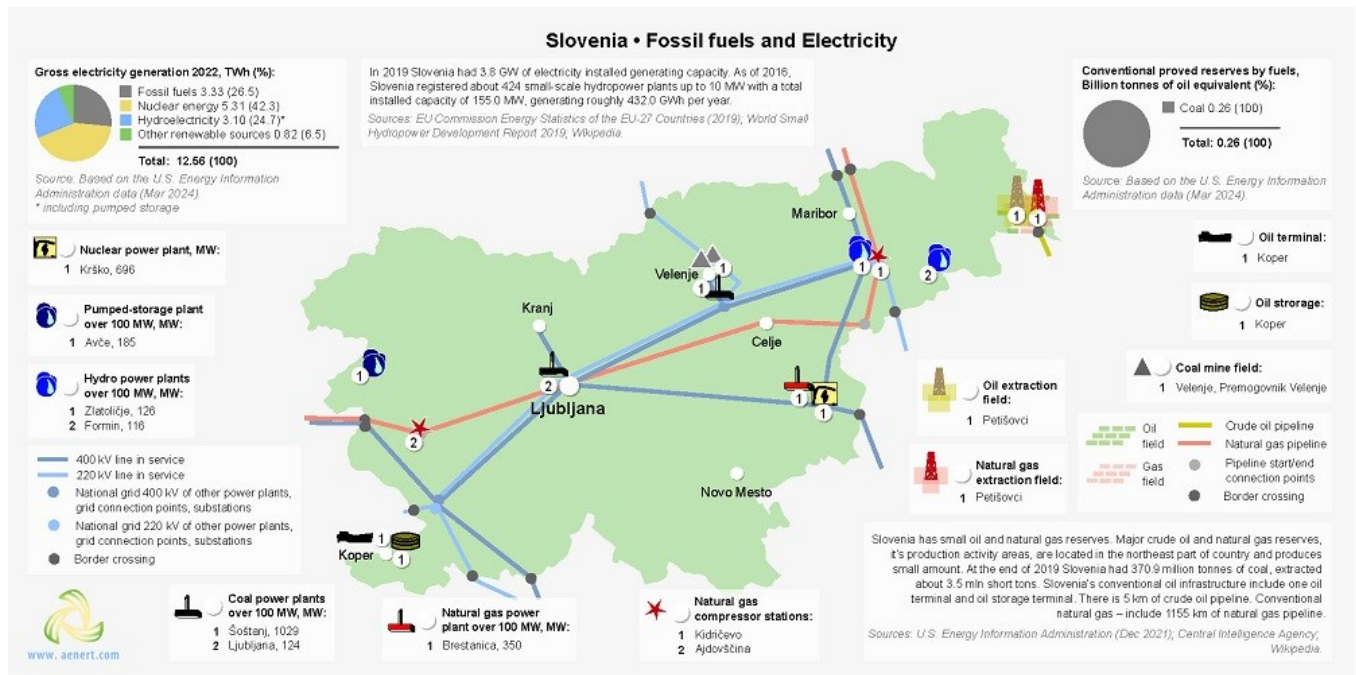 Slovenia • Fossil fuels and Electricity
Gross electricity generation 2022, TWh (%):
Fossil fuels 3.33 (26.5)
Nuclear energy 5.31 (42.3)
Hydroelectricity 3.10 (24.7)*
Other renewable sources 0.82 (6.5)
Total: 12.56 (100)
Source: Based on the U.S. Energy Information
Administration data (Mar 2024).
* including pumped storage
In 2019 Slovenia had 3.8 GW of electricity installed generating capacity. As of 2016,
Slovenia registered about 424 small-scale hydropower plants up to 10 MW with a total
installed capacity of 155.0 MW, generating roughly 432.0 GWh per year.
Sources: EU Commission Energy Statistics of the EU-27 Countries (2019); World Small
Hydropower Development Report 2019; Wikipedia.
Conventional proved reserves by fuels,
Billion tonnes of oil equivalent (%):
Coal 0.26 (100)
Total: 0.26 (100)
Source: Based on the U.S. Energy Information
Administration data (Mar 2024).
Nuclear power plant, MW:
1 Krško, 696
Pumped-storage plant
over 100 MW, MW:
1 Avče, 185
Hydro power plants
over 100 MW, MW:
1 Zlatoličje, 126
2 Formin, 116
400 kV line in service
220 kV line in service
National grid 400 kV of other power plants,
grid connection points, substations
National grid 220 kV of other power plants,
grid connection points, substations
Border crossing
Maribor
1
1
1
1
2
Velenje
1
1
Kranj
Celje
1
2
Ljubljana
1
1
2
Novo Mesto
1
Koper
1
Oil terminal:
1 Koper
Oil strorage:
1 Koper
Coal mine field:
1 Velenje, Premogovnik Velenje
Oil extraction
field:
1 Petišovci
Natural gas
extraction field:
1 Petišovci
Oil
field
Gas
field
Crude oil pipeline
Natural gas pipeline
Pipeline start/end
connection points
Border crossing
Slovenia has small oil and natural gas reserves. Major crude oil and natural gas reserves,
it's production activity areas, are located in the northeast part of country and produces
small amount. At the end of 2019 Slovenia had 370.9 million tonnes of coal, extracted
about 3.5 mln short tons. Slovenia's conventional oil infrastructure include one oil
terminal and oil storage terminal. There is 5 km of crude oil pipeline. Conventional
natural gas – include 1155 km of natural gas pipeline.
Sources: U.S. Energy Information Administration (Dec 2021); Central Intelligence Agency;
Wikipedia.
www. aenert.com
Coal power plants
over 100 MW, MW:
1 Šoštanj, 1029
2 Ljubljana, 124
Natural gas power
plant over 100 MW, MW:
1 Brestanica, 350
Natural gas
compressor stations:
1 Kidričevo
2 Ajdovščina